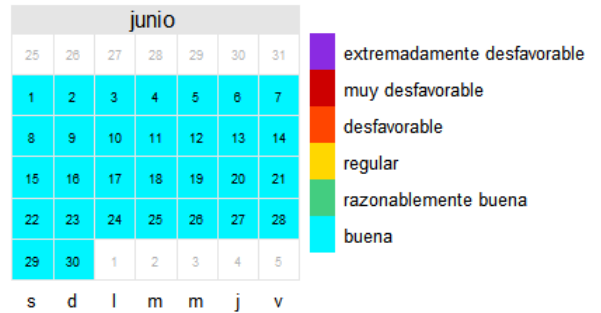 junio
25 26 27 28 29 30 31
1 2 3 4 5 6 7
8 9 10 11 12 13 14
15 16 17 18 19 20 21
22 23 24 25 26 27 28
29 30 1 2 3 4 5
s d l m m j v
extremadamente desfavorable
muy desfavorable
desfavorable
regular
razonablemente buena
buena